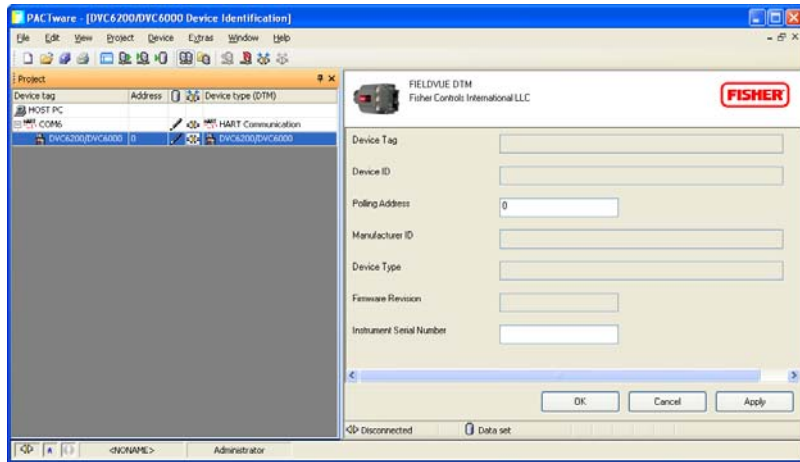 PACTware - [DVC6200/DVC6000 Device Identification]
File Edit View Project Device Extras Window Help
Project
Device tag Address Device type (DTM)
HOST PC
COM6 HART Communication
DVC6200/DVC6000 0 DVC6200/DVC6000
FIELDVUE DTM
Fisher Controls International LLC
FISHER
Device Tag
Device ID
Polling Address 0
Manufacturer ID
Device Type
Firmware Revision
Instrument Serial Number
OK Cancel Apply
Disconnected Data set
<NONAME> Administrator